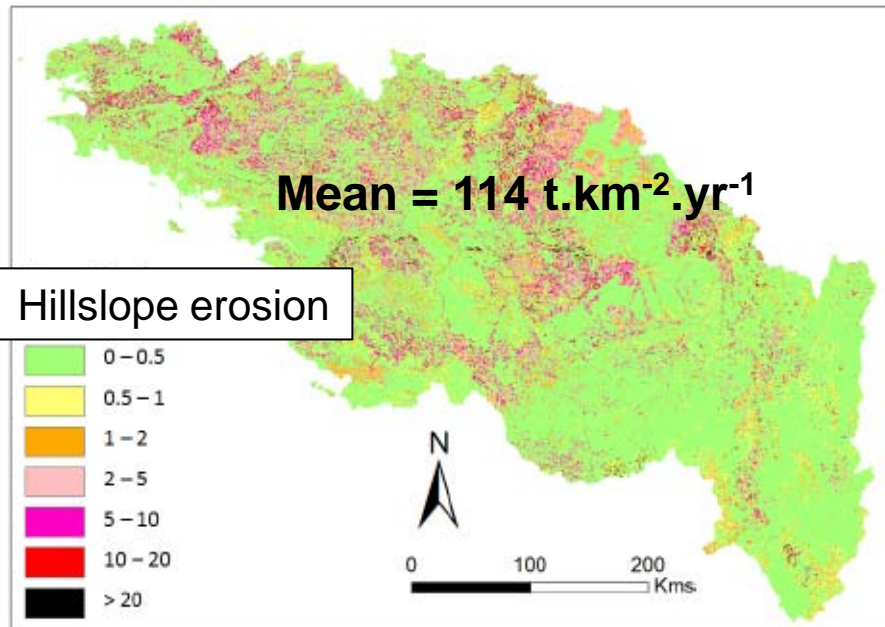 Mean = 114 t.km⁻².yr⁻¹
Hillslope erosion
0 – 0.5
0.5 – 1
1 – 2
2 – 5
5 – 10
10 – 20
> 20
N
0 100 200
Kms.